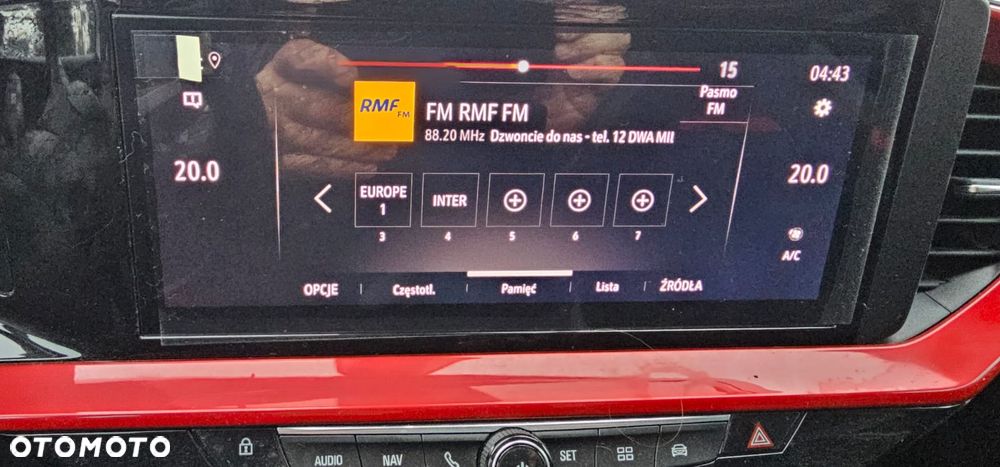 15
04:43
Pasmo
FM
RMF FM
FM RMF FM
88.20 MHz Dzwoncie do nas - tel. 12 DWA MII
20.0
20.0
EUROPE
1
INTER
3 4 5 6 7
A/C
OPCJE Częstotl. Pamięć Lista ŹRÓDŁA
OTOMOTO
AUDIO NAV SET